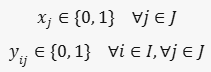 x_j ∈ {0, 1} ∀j ∈ J
y_ij ∈ {0, 1} ∀i ∈ I, ∀j ∈ J